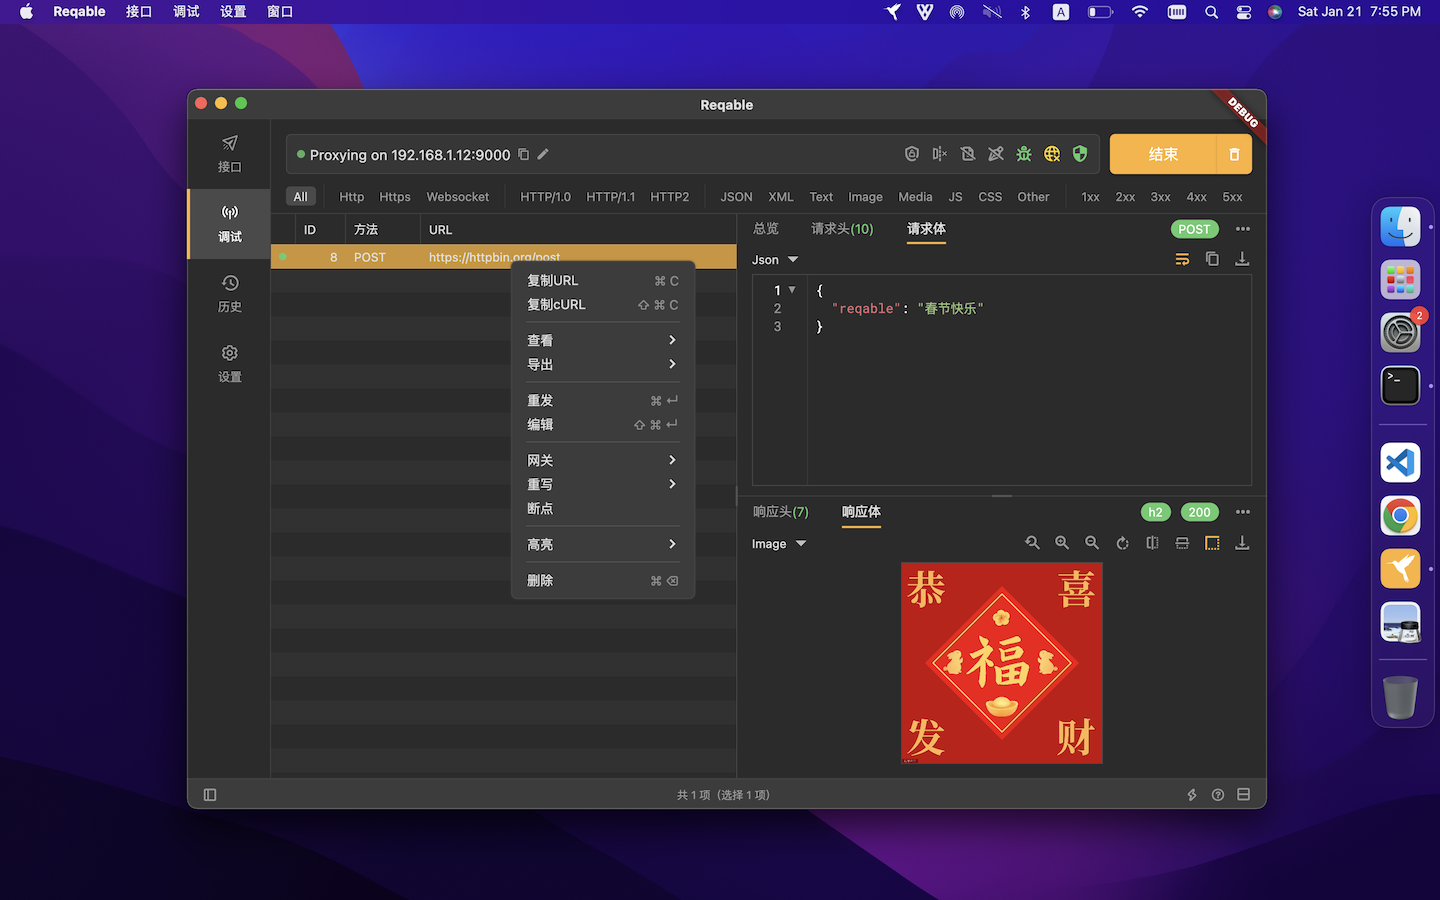 Reqable 接口 调试 设置 窗口 A Sat Jan 21 7:55 PM
Reqable
DEBUG
接口
调试
历史
设置
Proxying on 192.168.1.12:9000
结束
All Http Https Websocket HTTP/1.0 HTTP/1.1 HTTP2 JSON XML Text Image Media JS CSS Other 1xx 2xx 3xx 4xx 5xx
ID 方法 URL
8 POST https://httpbin.org/post
复制URL ⌘ C
复制cURL ⇧ ⌘ C
查看
导出
重发 ⌘ ↵
编辑 ⇧ ⌘ ↵
网关
重写
断点
高亮
删除 ⌘ ⌫
总览 请求头(10) 请求体 POST
Json
1 {
2 "reqable": "春节快乐"
3 }
响应头(7) 响应体 h2 200
Image
恭 喜
福
发 财
共 1 项 (选择 1 项)
2
>_